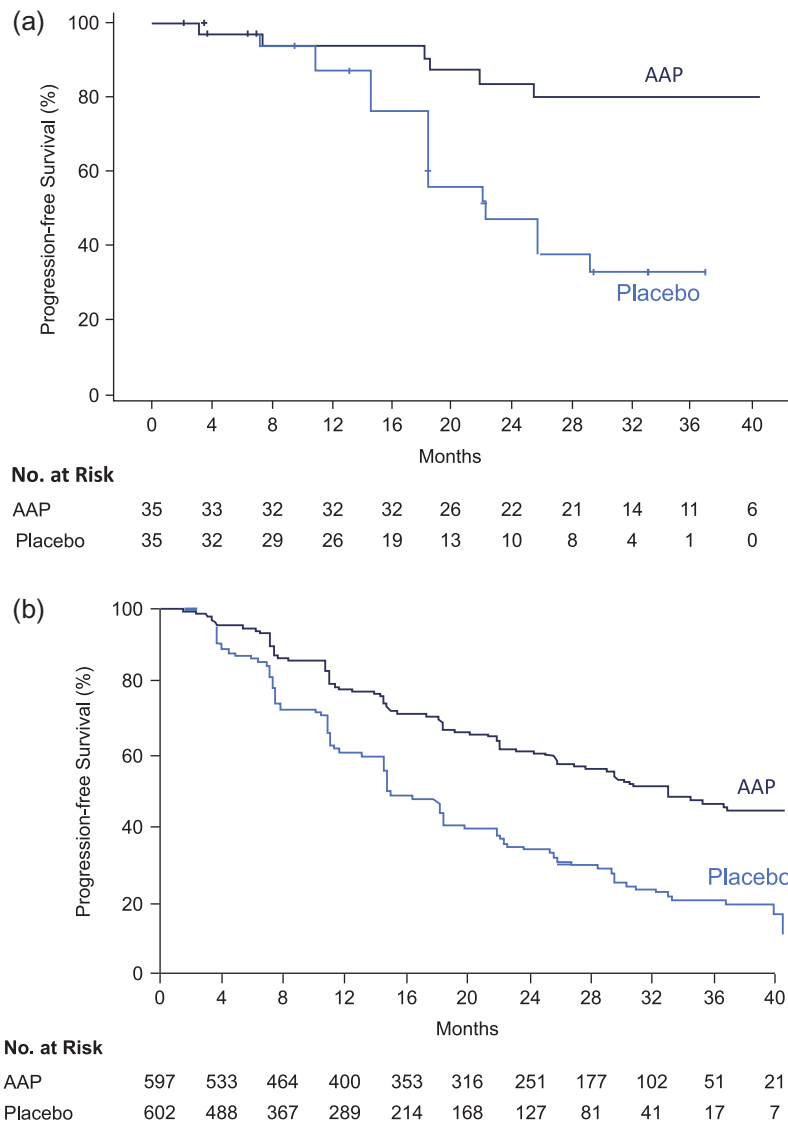 (a)
100
80
60
40
20
0
Progression-free Survival (%)
AAP
Placebo
0 4 8 12 16 20 24 28 32 36 40
Months
No. at Risk
AAP 35 33 32 32 32 26 22 21 14 11 6
Placebo 35 32 29 26 19 13 10 8 4 1 0
(b)
100
80
60
40
20
0
Progression-free Survival (%)
AAP
Placebo
0 4 8 12 16 20 24 28 32 36 40
Months
No. at Risk
AAP 597 533 464 400 353 316 251 177 102 51 21
Placebo 602 488 367 289 214 168 127 81 41 17 7